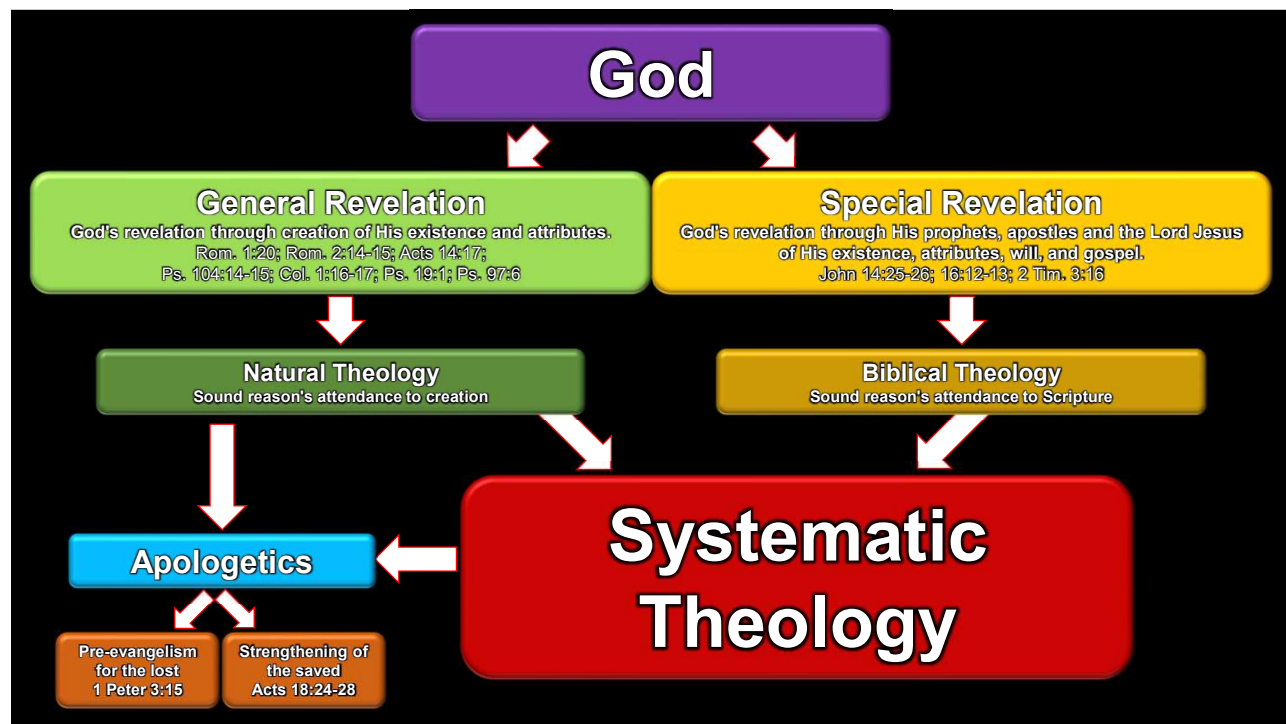 God
General Revelation
God's revelation through creation of His existence and attributes.
Rom. 1:20; Rom. 2:14-15; Acts 14:17;
Ps. 104:14-15; Col. 1:16-17; Ps. 19:1; Ps. 97:6
Special Revelation
God's revelation through His prophets, apostles and the Lord Jesus
of His existence, attributes, will, and gospel.
John 14:25-26; 16:12-13; 2 Tim. 3:16
Natural Theology
Sound reason's attendance to creation
Biblical Theology
Sound reason's attendance to Scripture
Systematic
Theology
Apologetics
Pre-evangelism
for the lost
1 Peter 3:15
Strengthening of
the saved
Acts 18:24-28